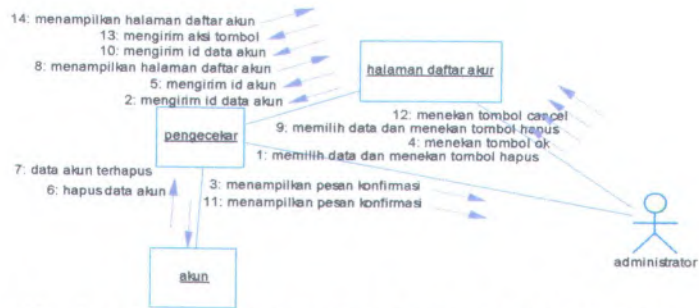 14: menampilkan halaman daftar akun
13: mengirim aksi tombol
10: mengirim id data akun
8: menampilkan halaman daftar akun
5: mengirim id akun
2: mengirim id data akun
halaman daftar akur
12: menekan tombol cancel
9: memilih data dan menekan tombol hapus
4: menekan tombol ok
1: memilih data dan menekan tombol hapus
pengecekar
7: data akun terhapus
6: hapus data akun
3: menampilkan pesan konfirmasi
11: menampilkan pesan konfirmasi
akun
administrator